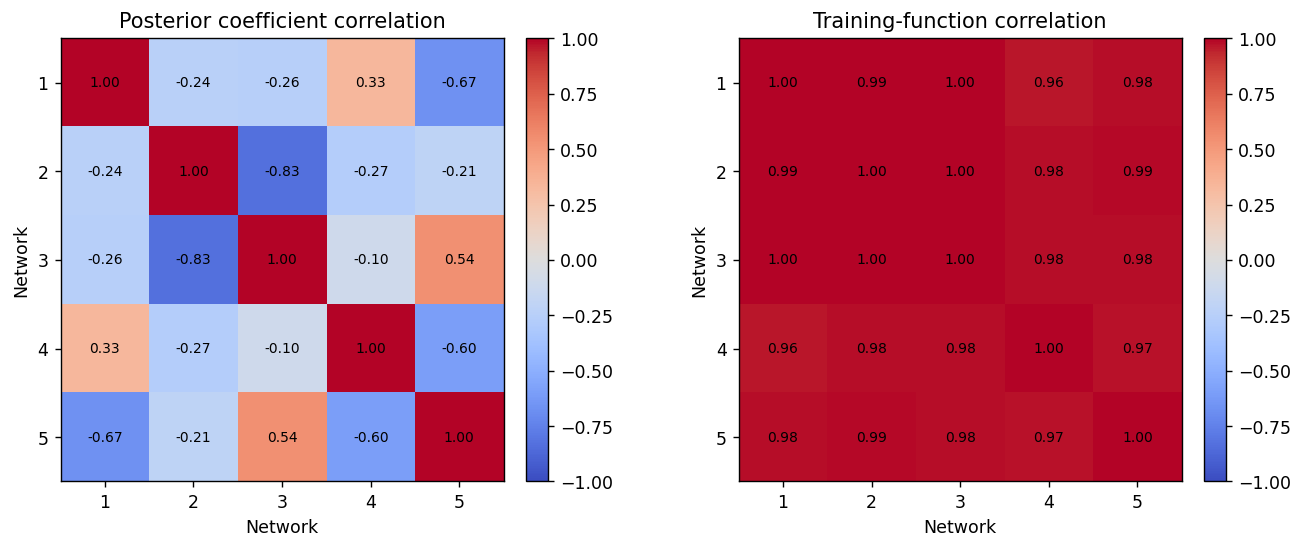 Posterior coefficient correlation
Network
1 1.00 -0.24 -0.26 0.33 -0.67
2 -0.24 1.00 -0.83 -0.27 -0.21
3 -0.26 -0.83 1.00 -0.10 0.54
4 0.33 -0.27 -0.10 1.00 -0.60
5 -0.67 -0.21 0.54 -0.60 1.00
1 2 3 4 5
Network
1.00
0.75
0.50
0.25
0.00
−0.25
−0.50
−0.75
−1.00
Training-function correlation
Network
1 1.00 0.99 1.00 0.96 0.98
2 0.99 1.00 1.00 0.98 0.99
3 1.00 1.00 1.00 0.98 0.98
4 0.96 0.98 0.98 1.00 0.97
5 0.98 0.99 0.98 0.97 1.00
1 2 3 4 5
Network
1.00
0.75
0.50
0.25
0.00
−0.25
−0.50
−0.75
−1.00